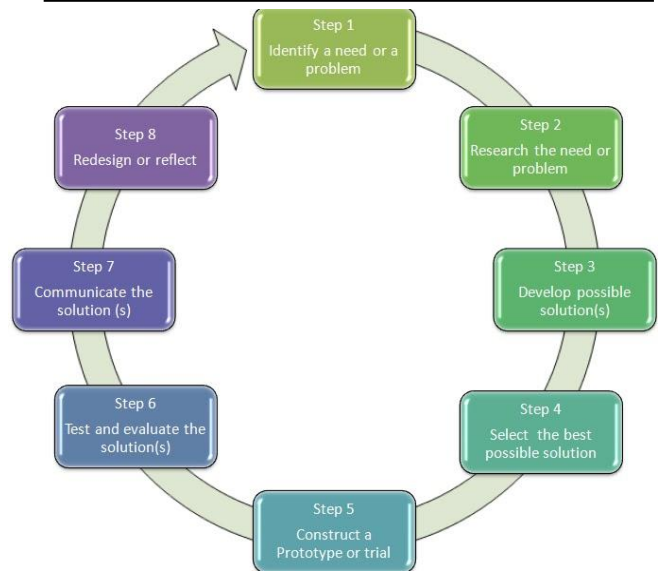 Step 1
Identify a need or a
problem
Step 2
Research the need or
problem
Step 3
Develop possible
solution(s)
Step 4
Select the best
possible solution
Step 5
Construct a
Prototype or trial
Step 6
Test and evaluate the
solution(s)
Step 7
Communicate the
solution (s)
Step 8
Redesign or reflect